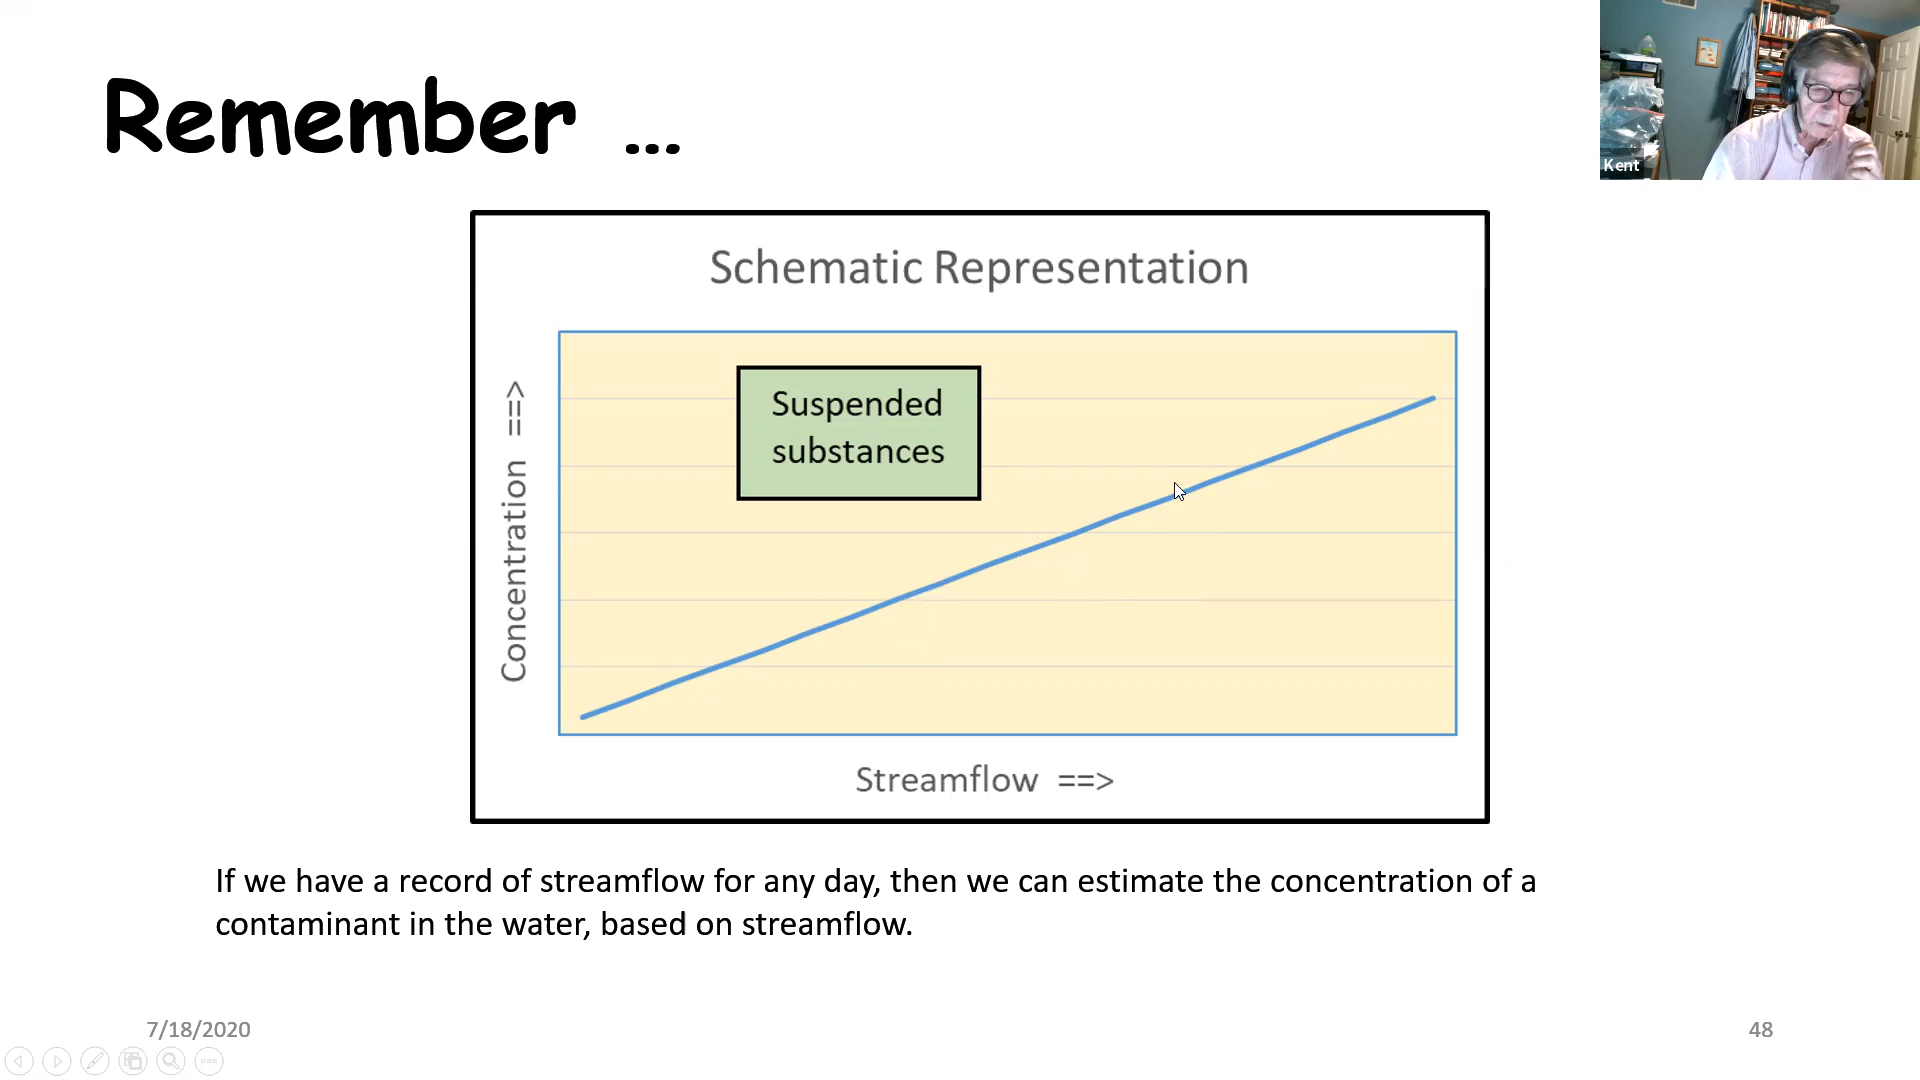 Remember ...
Kent
Schematic Representation
Suspended
substances
Concentration ==>
Streamflow ==>
If we have a record of streamflow for any day, then we can estimate the concentration of a
contaminant in the water, based on streamflow.
7/18/2020
48